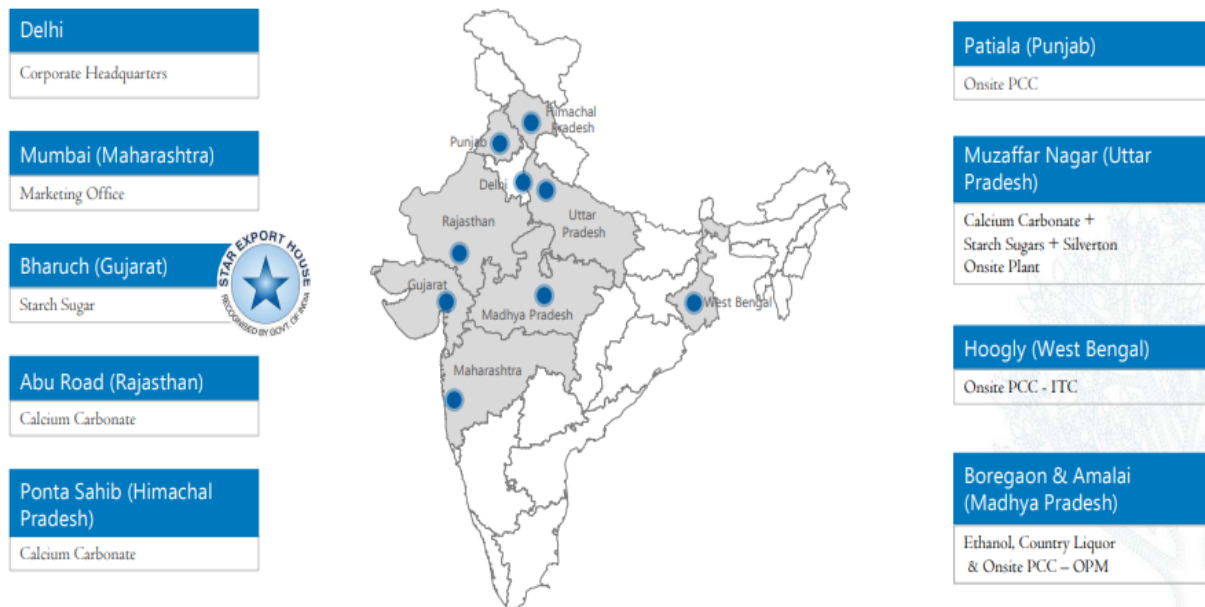 Delhi
Corporate Headquarters
Mumbai (Maharashtra)
Marketing Office
Bharuch (Gujarat)
Starch Sugar
STAR EXPORT HOUSE
RECOGNISED BY GOVT. OF INDIA
Abu Road (Rajasthan)
Calcium Carbonate
Ponta Sahib (Himachal
Pradesh)
Calcium Carbonate
Himachal
Pradesh
Punjab
Delhi
Rajasthan
Uttar
Pradesh
Gujarat
Madhya Pradesh
West Bengal
Maharashtra
Patiala (Punjab)
Onsite PCC
Muzaffar Nagar (Uttar
Pradesh)
Calcium Carbonate +
Starch Sugars + Silverton
Onsite Plant
Hoogly (West Bengal)
Onsite PCC - ITC
Boregaon & Amalai
(Madhya Pradesh)
Ethanol, Country Liquor
& Onsite PCC – OPM